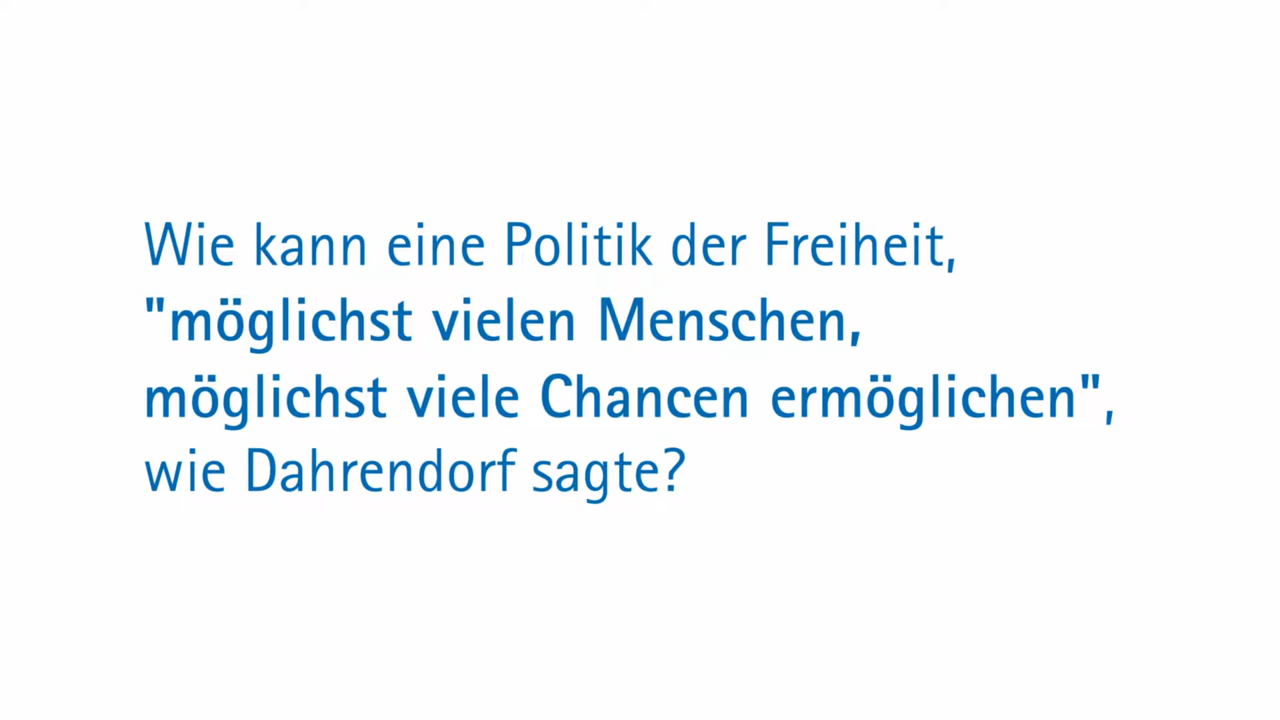 Wie kann eine Politik der Freiheit,
"möglichst vielen Menschen,
möglichst viele Chancen ermöglichen",
wie Dahrendorf sagte?